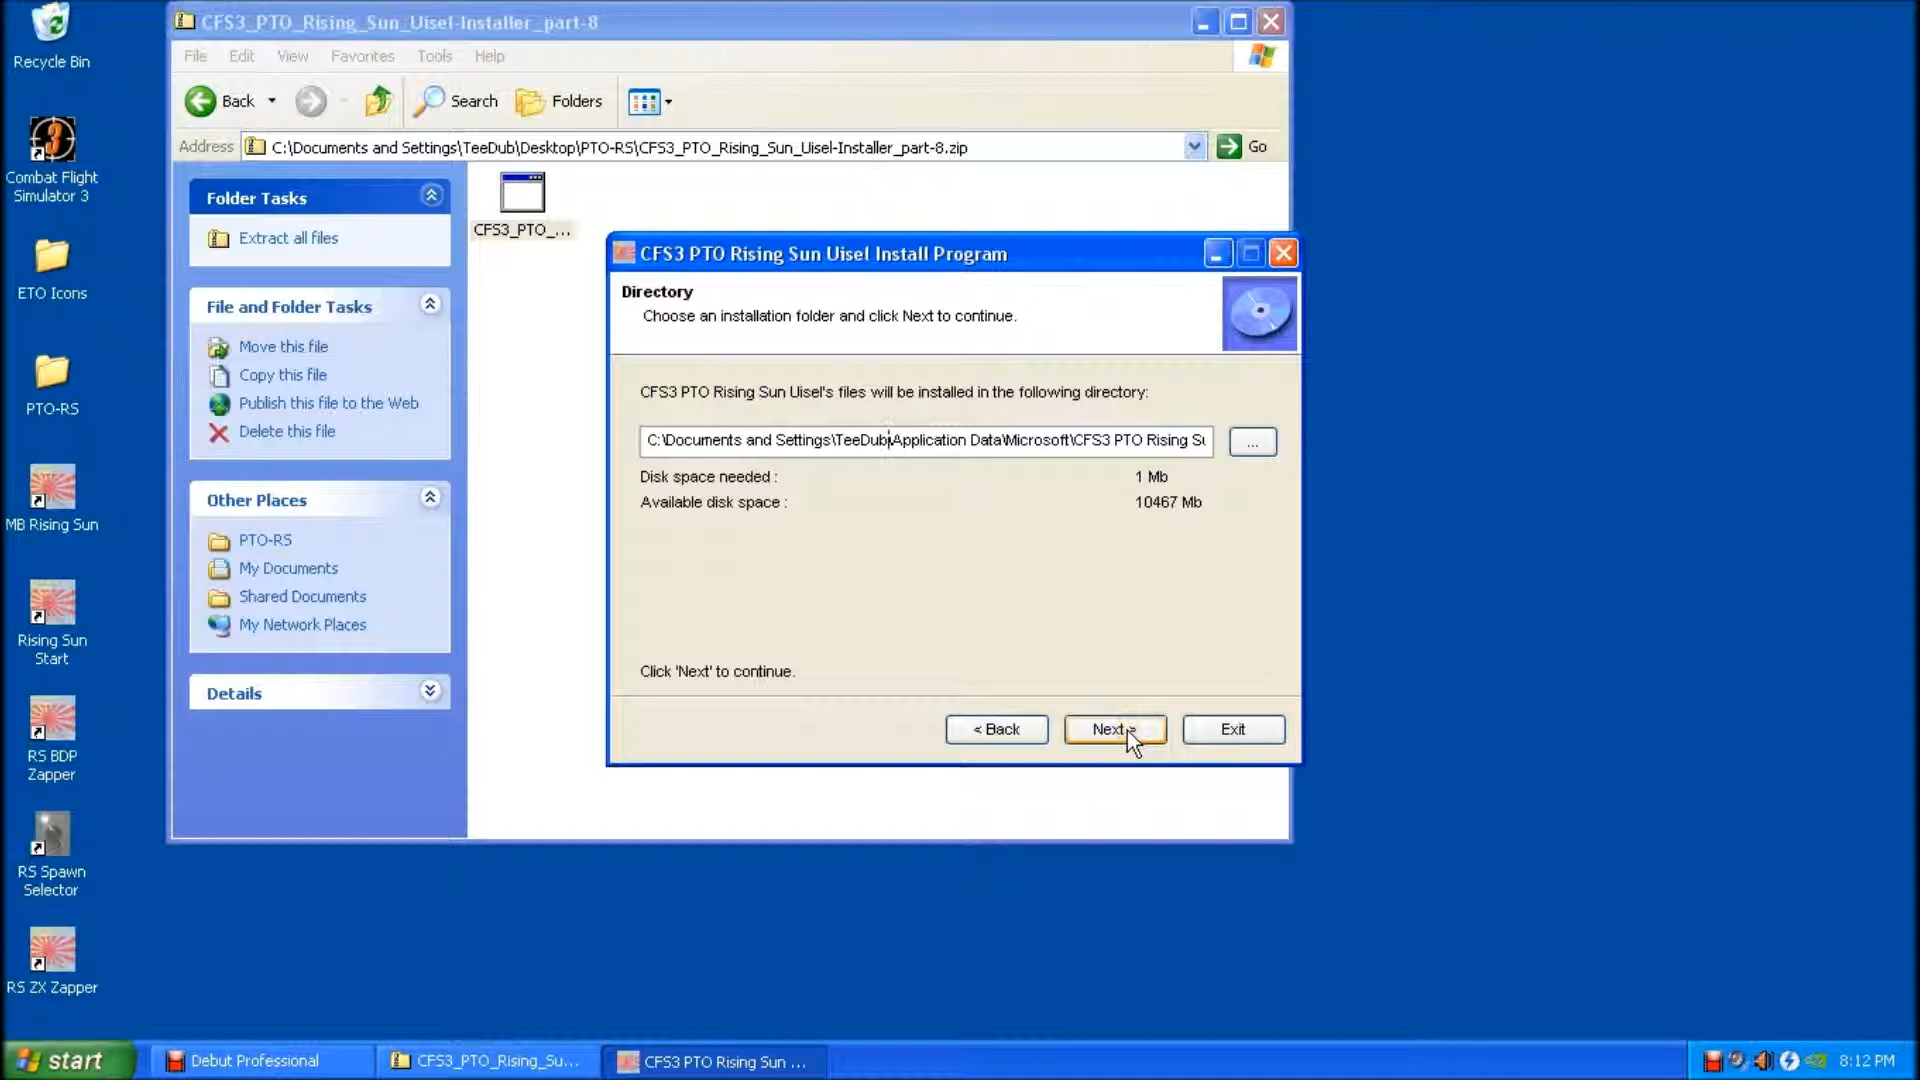 CFS3_PTO_Rising_Sun_Uisel-Installer_part-8
File Edit View Favorites Tools Help
Back Search Folders
Address C:\Documents and Settings\TeeDub\Desktop\PTO-RS\CFS3_PTO_Rising_Sun_Uisel-Installer_part-8.zip Go
Recycle Bin
Combat Flight
Simulator 3
ETO Icons
PTO-RS
MB Rising Sun
Rising Sun
Start
RS BDP
Zapper
RS Spawn
Selector
RS ZX Zapper
Folder Tasks
Extract all files
File and Folder Tasks
Move this file
Copy this file
Publish this file to the Web
Delete this file
Other Places
PTO-RS
My Documents
Shared Documents
My Network Places
Details
CFS3_PTO_...
CFS3 PTO Rising Sun Uisel Install Program
Directory
Choose an installation folder and click Next to continue.
CFS3 PTO Rising Sun Uisel's files will be installed in the following directory:
C:\Documents and Settings\TeeDub\Application Data\Microsoft\CFS3 PTO Rising Su
...
Disk space needed : 1 Mb
Available disk space : 10467 Mb
Click 'Next' to continue.
< Back Next > Exit
start Debut Professional CFS3_PTO_Rising_Su... CFS3 PTO Rising Sun ... 8:12 PM